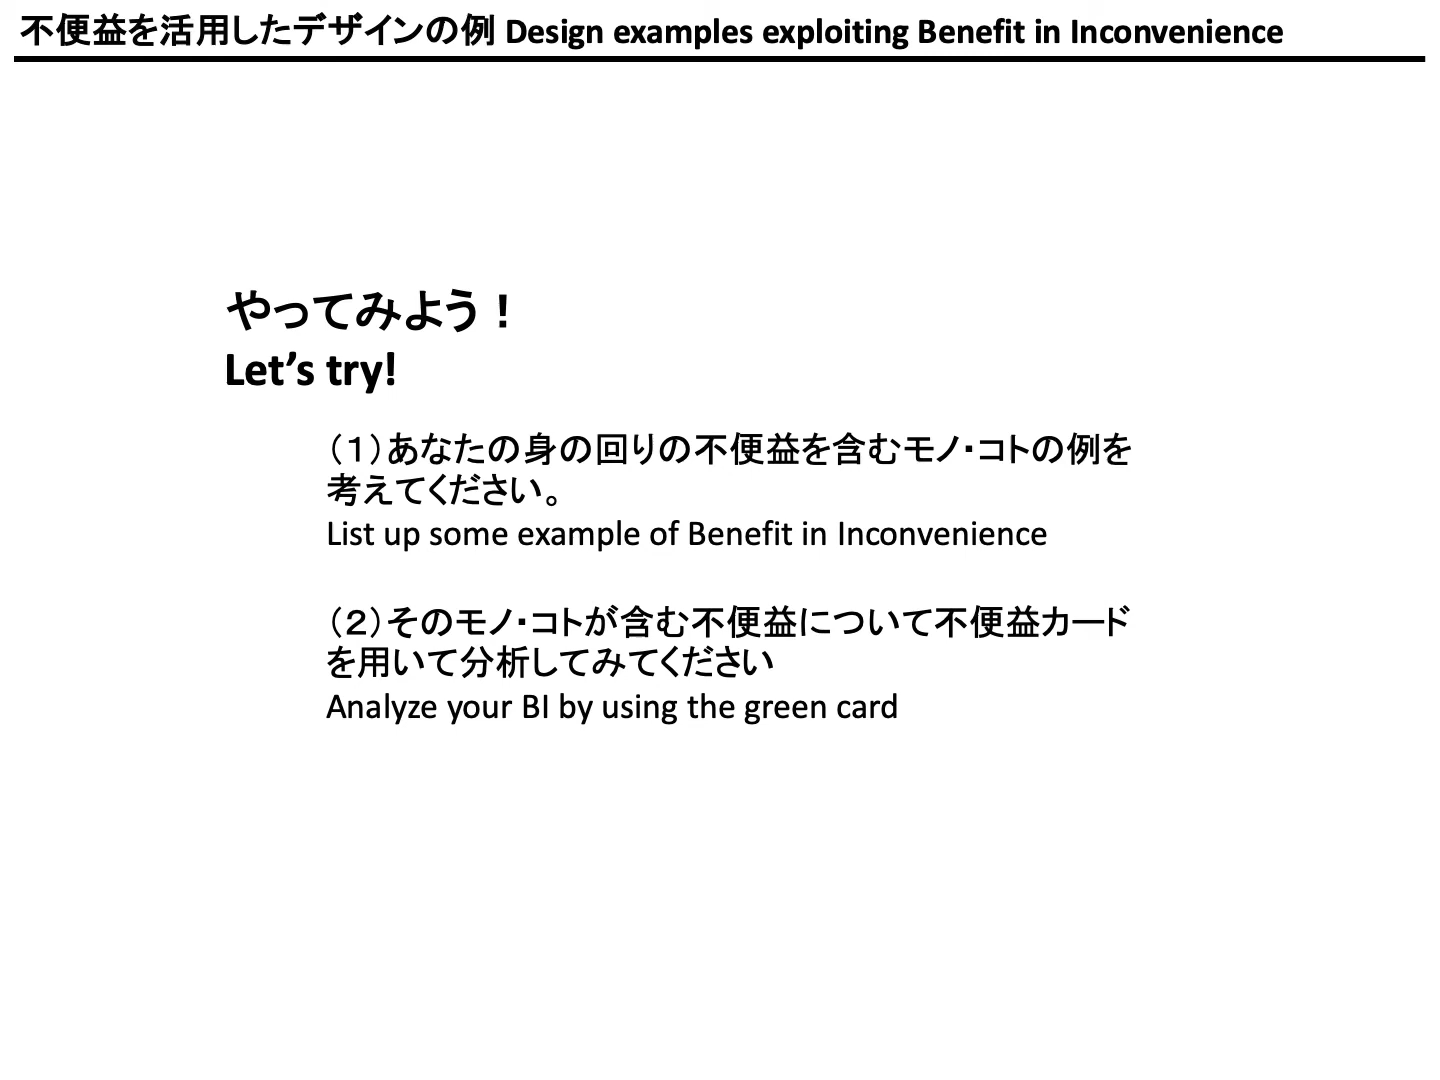 不便益を活用したデザインの例 Design examples exploiting Benefit in Inconvenience
やってみよう！
Let’s try!
（１）あなたの身の回りの不便益を含むモノ・コトの例を
考えてください。
List up some example of Benefit in Inconvenience
（２）そのモノ・コトが含む不便益について不便益カード
を用いて分析してみてください
Analyze your BI by using the green card